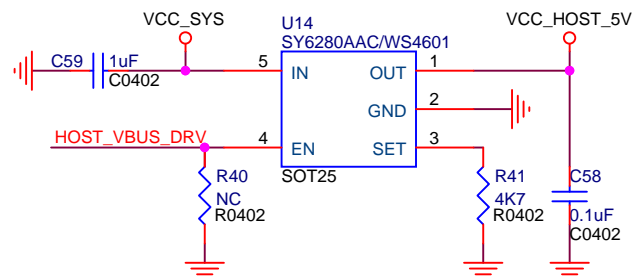 VCC_SYS
U14
VCC_HOST_5V
SY6280AAC/WS4601
C59
1uF
C0402
5
IN
OUT
1
GND
2
HOST_VBUS_DRV
4
EN
SET
3
SOT25
R40
NC
R0402
R41
4K7
R0402
C58
0.1uF
C0402